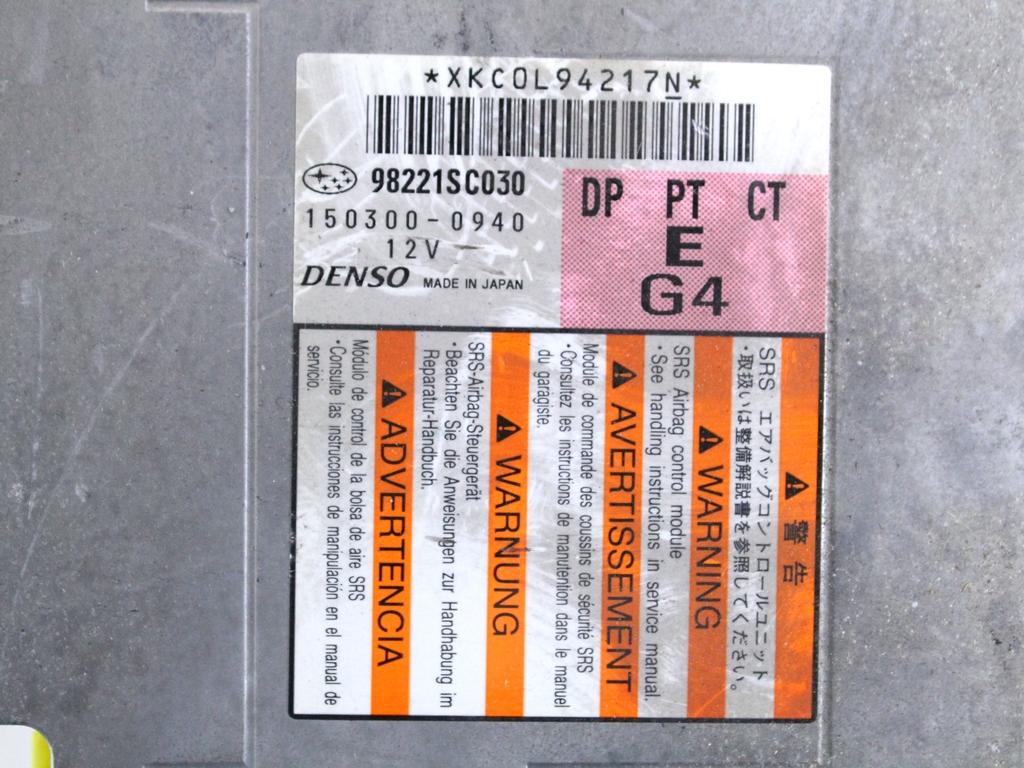 *XKC0L94217N*
98221SC030
150300-0940
12V
DENSO MADE IN JAPAN
DP PT CT
E
G4
警告
SRS エアバッグコントロールユニット
・取扱いは整備解説書を参照してください。
WARNING
SRS Airbag control module
・See handling instructions in service manual.
AVERTISSEMENT
Module de commande des coussins de sécurité SRS
・Consultez les instructions de manutention dans le manuel
du garagiste.
WARNUNG
SRS-Airbag-Steuergerät
・Beachten Sie die Anweisungen zur Handhabung im
Reparatur-Handbuch.
ADVERTENCIA
Módulo de control de la bolsa de aire SRS
・Consulte las instrucciones de manipulación en el manual de
servicio.